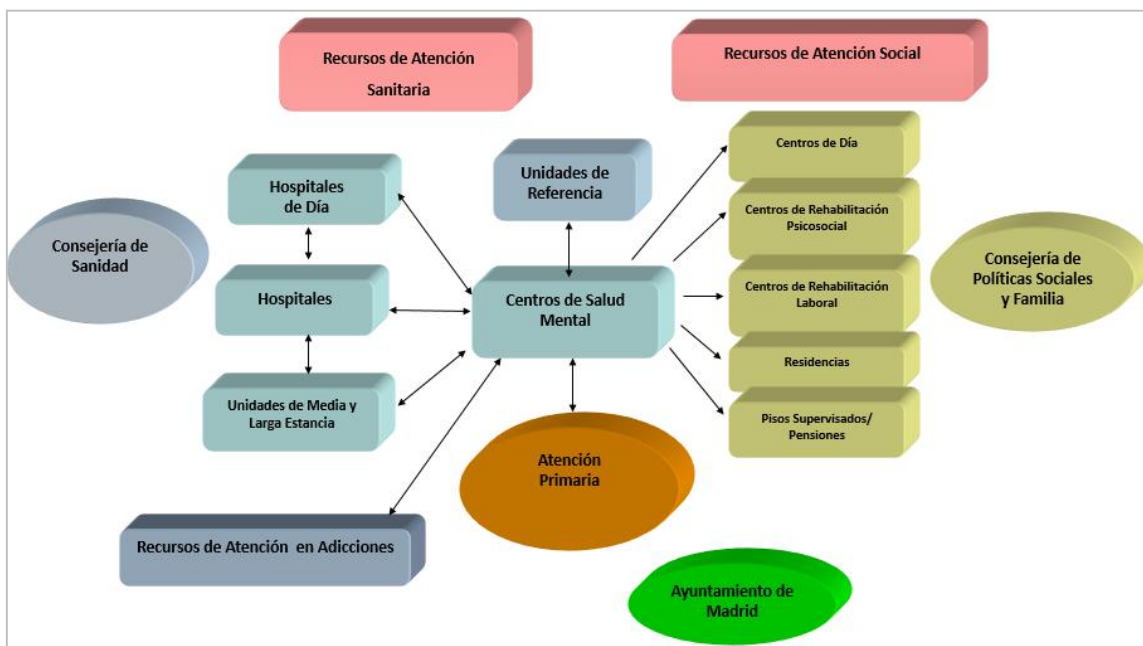 Recursos de Atención
Sanitaria
Recursos de Atención Social
Centros de Día
Unidades de
Referencia
Hospitales
de Día
Centros de Rehabilitación
Psicosocial
Consejería de
Sanidad
Consejería de
Políticas Sociales
y Familia
Hospitales
Centros de Salud
Mental
Centros de Rehabilitación
Laboral
Residencias
Unidades de Media y
Larga Estancia
Pisos Supervisados/
Pensiones
Atención
Primaria
Recursos de Atención en Adicciones
Ayuntamiento de
Madrid